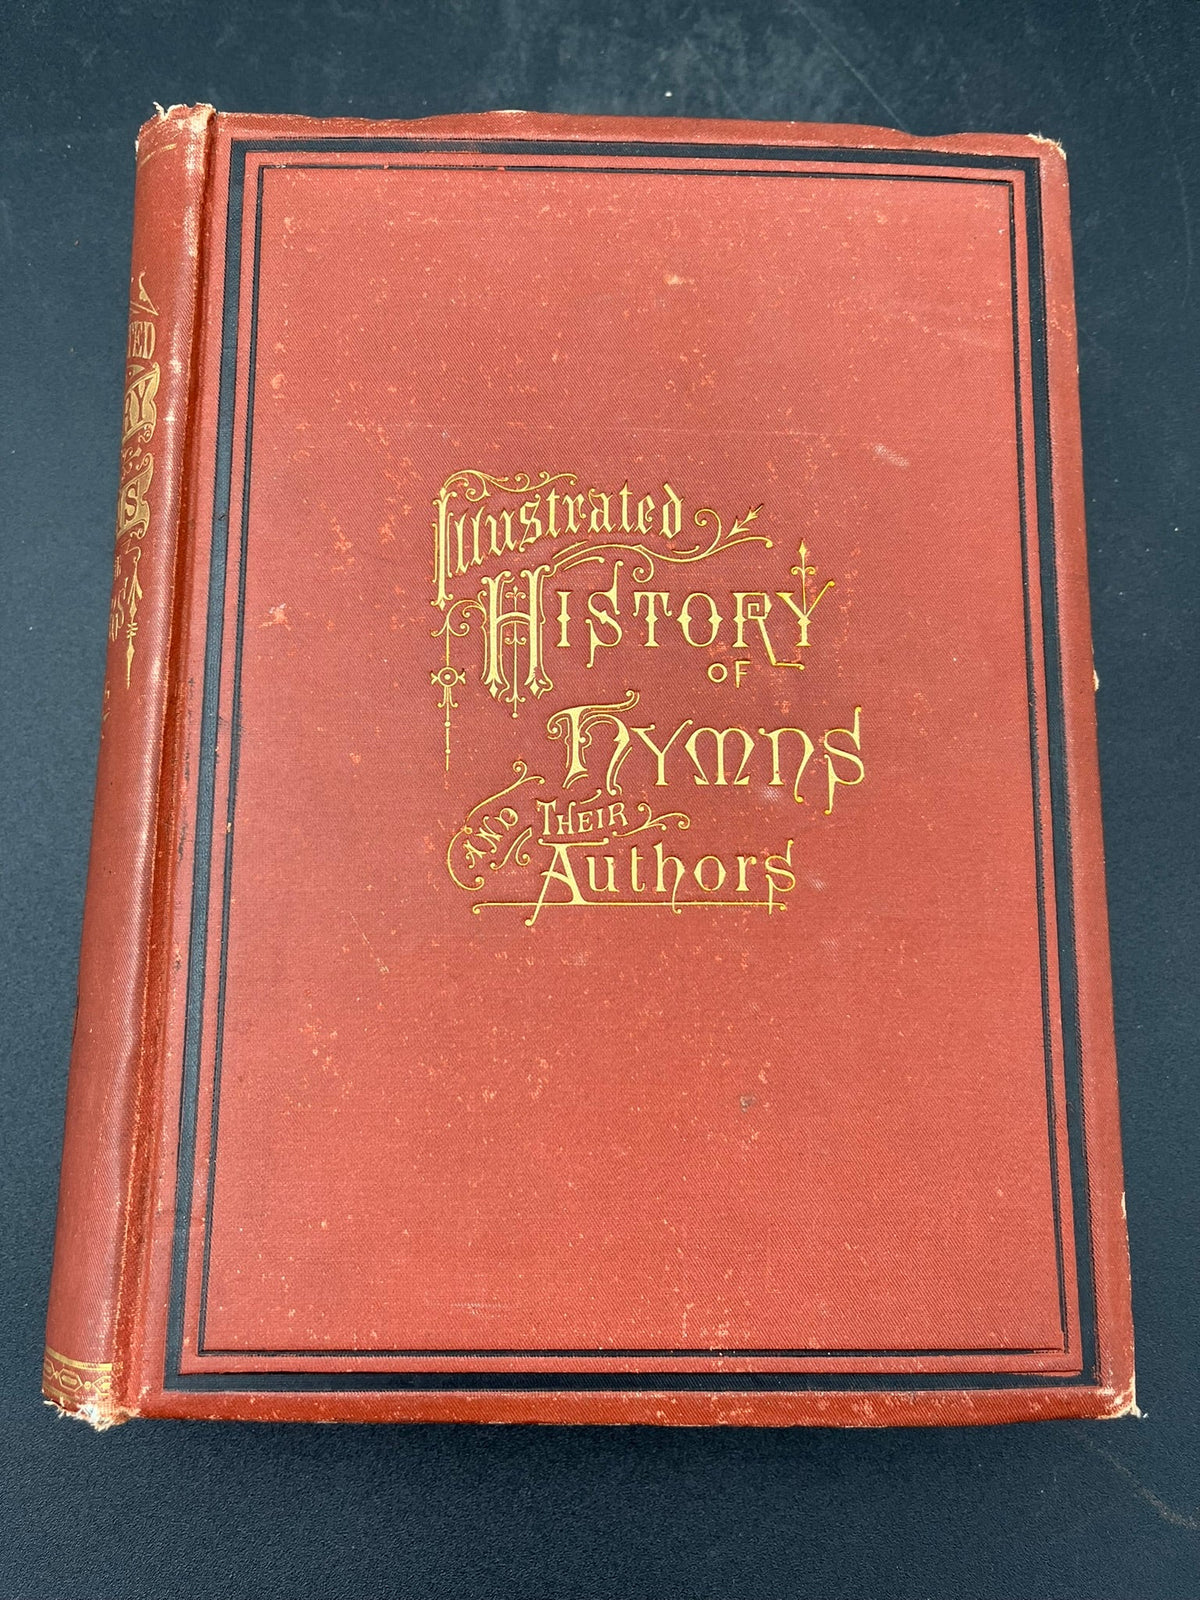 Illustrated
HISTORY
OF
HYMNS
AND THEIR
AUTHORS